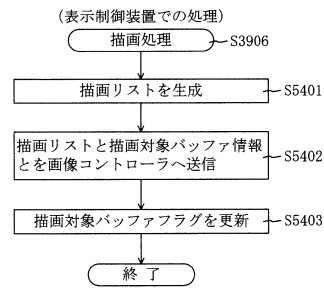 (表示制御装置での処理)
描画処理
S3906
描画リストを生成
S5401
描画リストと描画対象バッファ情報
とを画像コントローラへ送信
S5402
描画対象バッファフラグを更新
S5403
終了